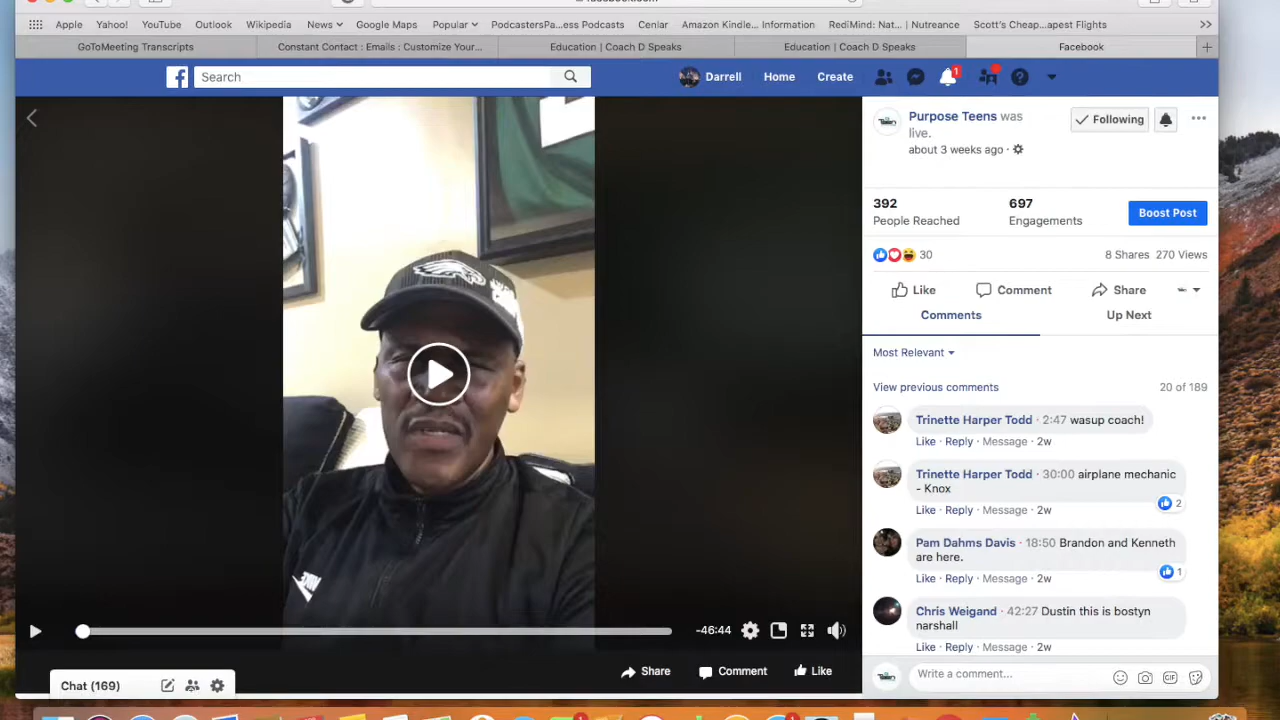 facebook.com
Apple Yahoo! YouTube Outlook Wikipedia News Google Maps Popular PodcastersPa...ess Podcasts Ceniar Amazon Kindle... Information RediMind: Nat... | Nutreance Scott's Cheap...apest Flights
GoToMeeting Transcripts Constant Contact : Emails : Customize Your... Education | Coach D Speaks Education | Coach D Speaks Facebook
Search Darrell Home Create 1
Purpose Teens was
live.
about 3 weeks ago ·
Following
392 697
People Reached Engagements
Boost Post
30 8 Shares 270 Views
Like Comment Share
Comments Up Next
Most Relevant
View previous comments 20 of 189
Trinette Harper Todd · 2:47 wasup coach!
Like · Reply · Message · 2w
Trinette Harper Todd · 30:00 airplane mechanic
- Knox
2
Like · Reply · Message · 2w
Pam Dahms Davis · 18:50 Brandon and Kenneth
are here.
1
Like · Reply · Message · 2w
Chris Weigand · 42:27 Dustin this is bostyn
narshall
Like · Reply · Message · 2w
Write a comment...
GIF
-46:44
Share Comment Like
Chat (169)